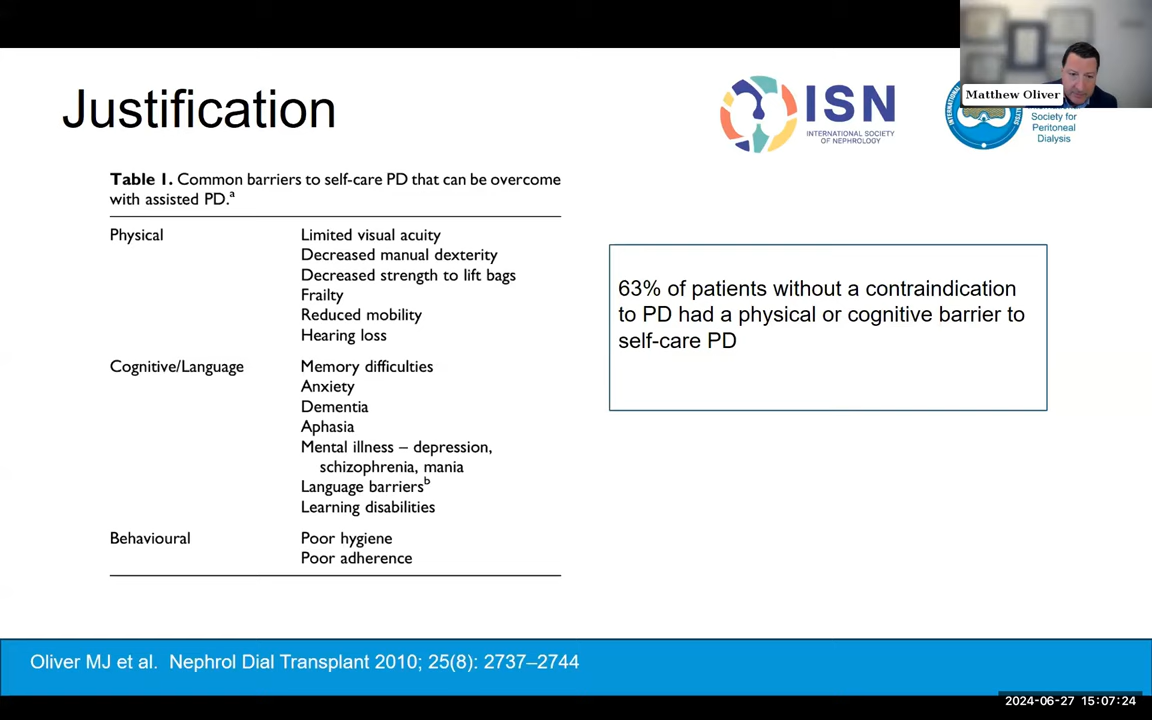 Justification
ISN
INTERNATIONAL SOCIETY
OF NEPHROLOGY
Matthew Oliver
Society for
Peritoneal
Dialysis
Table 1. Common barriers to self-care PD that can be overcome
with assisted PD.a
Physical
Limited visual acuity
Decreased manual dexterity
Decreased strength to lift bags
Frailty
Reduced mobility
Hearing loss
Cognitive/Language
Memory difficulties
Anxiety
Dementia
Aphasia
Mental illness – depression,
schizophrenia, mania
Language barriersb
Learning disabilities
Behavioural
Poor hygiene
Poor adherence
63% of patients without a contraindication
to PD had a physical or cognitive barrier to
self-care PD
Oliver MJ et al. Nephrol Dial Transplant 2010; 25(8): 2737–2744
2024-06-27 15:07:24